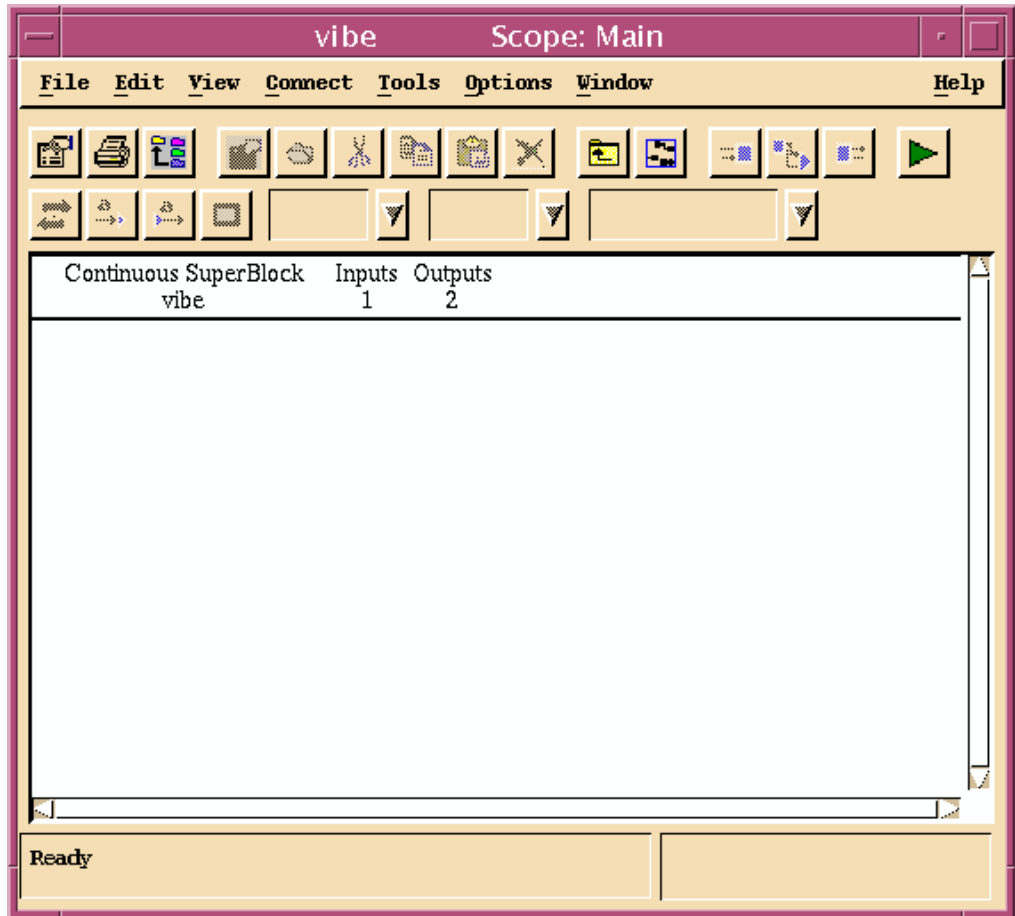 vibe Scope: Main
File Edit View Connect Tools Options Window Help
Continuous SuperBlock Inputs Outputs
vibe 1 2
Ready